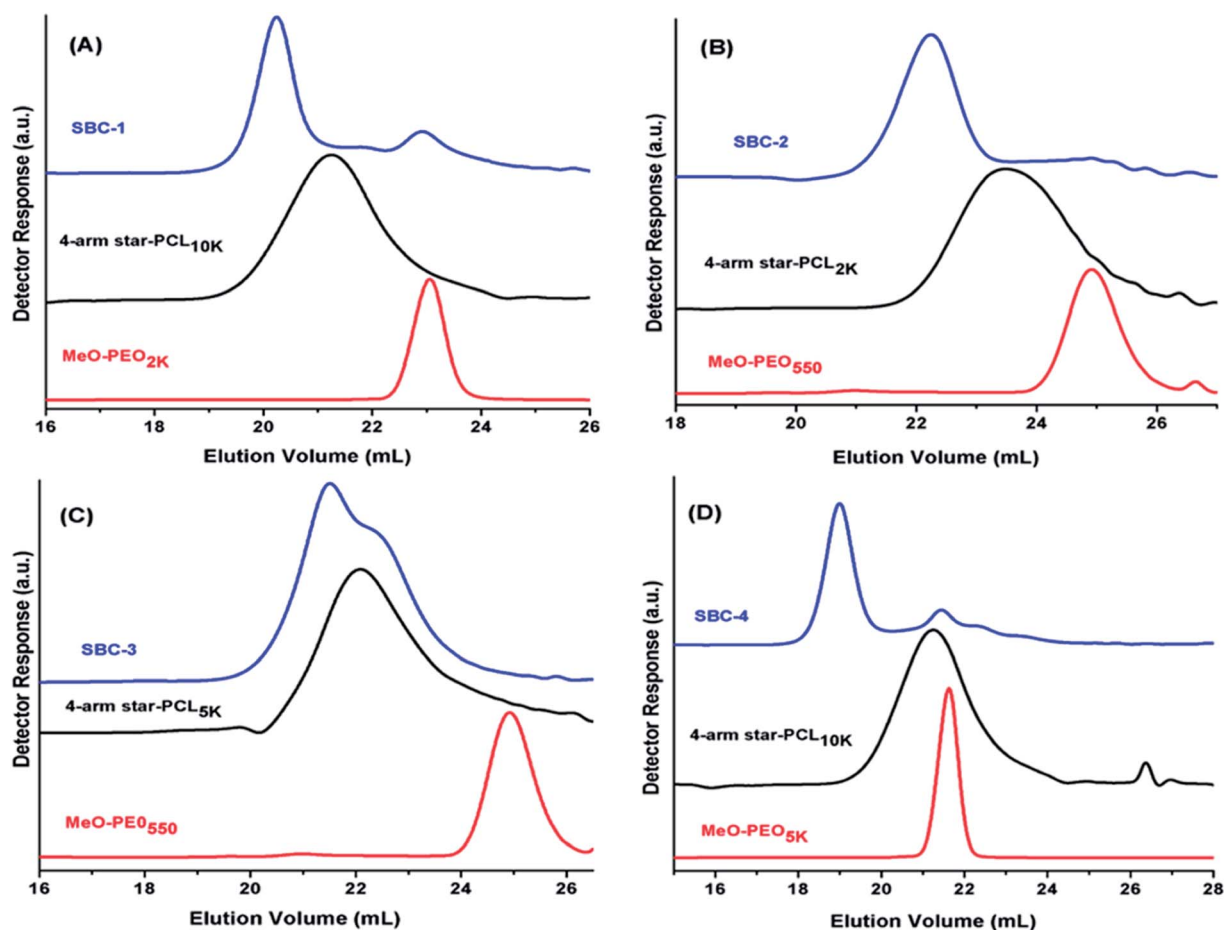 (A)
Detector Response (a.u.)
SBC-1
4-arm star-PCL10K
MeO-PEO2K
16 18 20 22 24 26
Elution Volume (mL)
(B)
Detector Response (a.u.)
SBC-2
4-arm star-PCL2K
MeO-PEO550
18 20 22 24 26
Elution Volume (mL)
(C)
Detector Response (a.u.)
SBC-3
4-arm star-PCL5K
MeO-PE0550
16 18 20 22 24 26
Elution Volume (mL)
(D)
Detector Response (a.u.)
SBC-4
4-arm star-PCL10K
MeO-PEO5K
16 18 20 22 24 26 28
Elution Volume (mL)